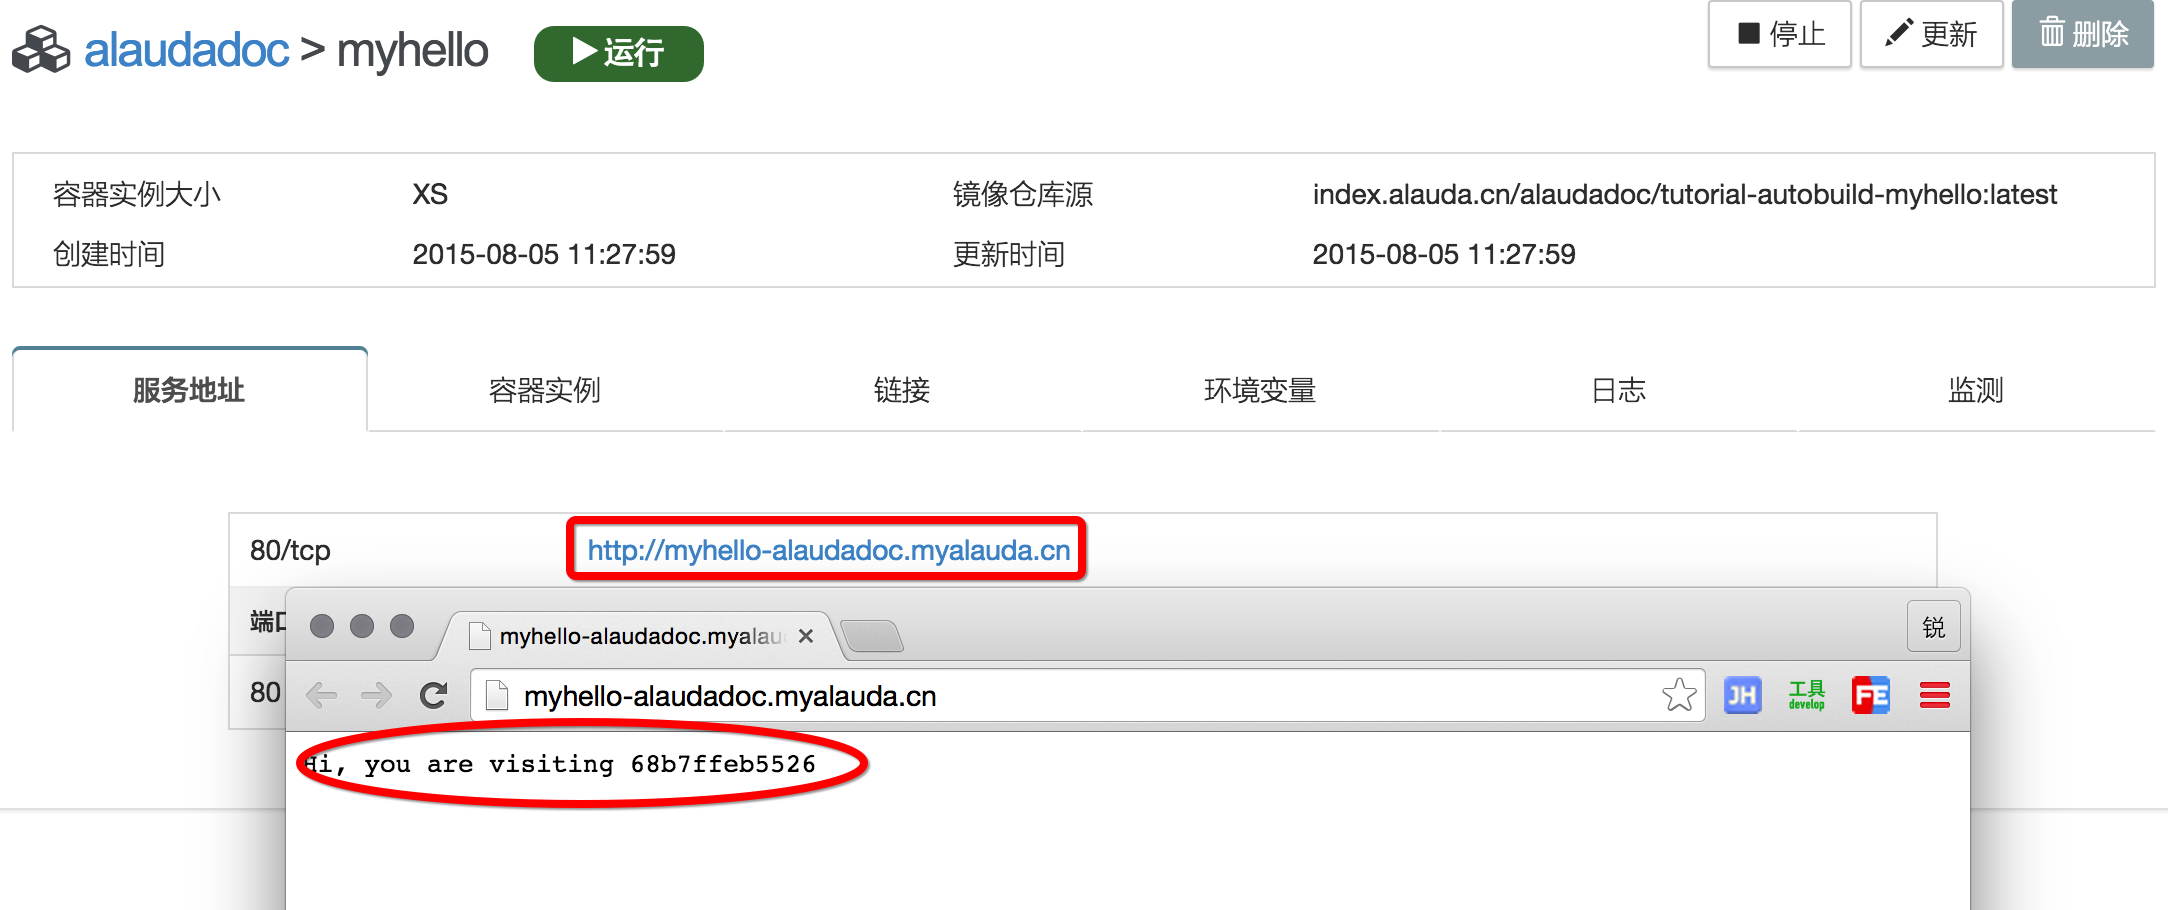 alaudadoc > myhello 运行 停止 更新 删除
容器实例大小 XS 镜像仓库源 index.alauda.cn/alaudadoc/tutorial-autobuild-myhello:latest
创建时间 2015-08-05 11:27:59 更新时间 2015-08-05 11:27:59
服务地址 容器实例 链接 环境变量 日志 监测
80/tcp http://myhello-alaudadoc.myalauda.cn
端口
myhello-alaudadoc.myalau 锐
80
myhello-alaudadoc.myalauda.cn JH 工具 develop FE
Hi, you are visiting 68b7ffeb5526